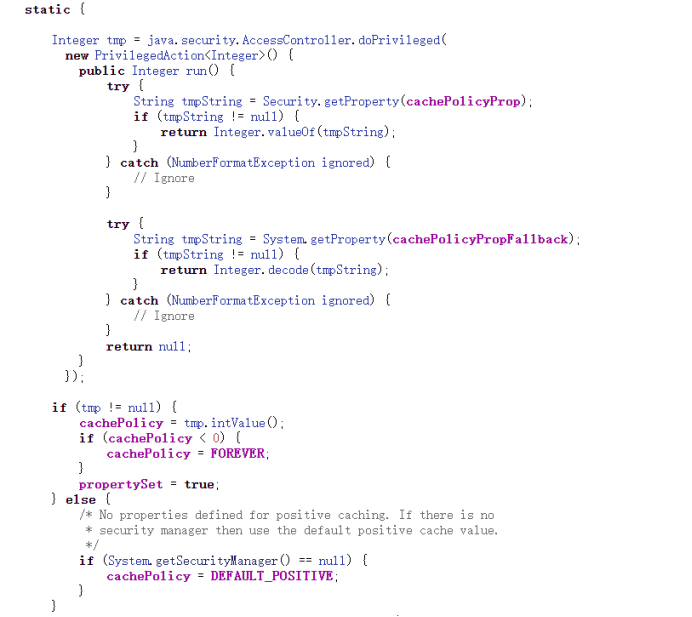 static {
Integer tmp = java.security.AccessController.doPrivileged(
new PrivilegedAction<Integer>() {
public Integer run() {
try {
String tmpString = Security.getProperty(cachePolicyProp);
if (tmpString != null) {
return Integer.valueOf(tmpString);
}
} catch (NumberFormatException ignored) {
// Ignore
}
try {
String tmpString = System.getProperty(cachePolicyPropFallback);
if (tmpString != null) {
return Integer.decode(tmpString);
}
} catch (NumberFormatException ignored) {
// Ignore
}
return null;
}
});
if (tmp != null) {
cachePolicy = tmp.intValue();
if (cachePolicy < 0) {
cachePolicy = FOREVER;
}
propertySet = true;
} else {
/* No properties defined for positive caching. If there is no
* security manager then use the default positive cache value.
*/
if (System.getSecurityManager() == null) {
cachePolicy = DEFAULT_POSITIVE;
}
}